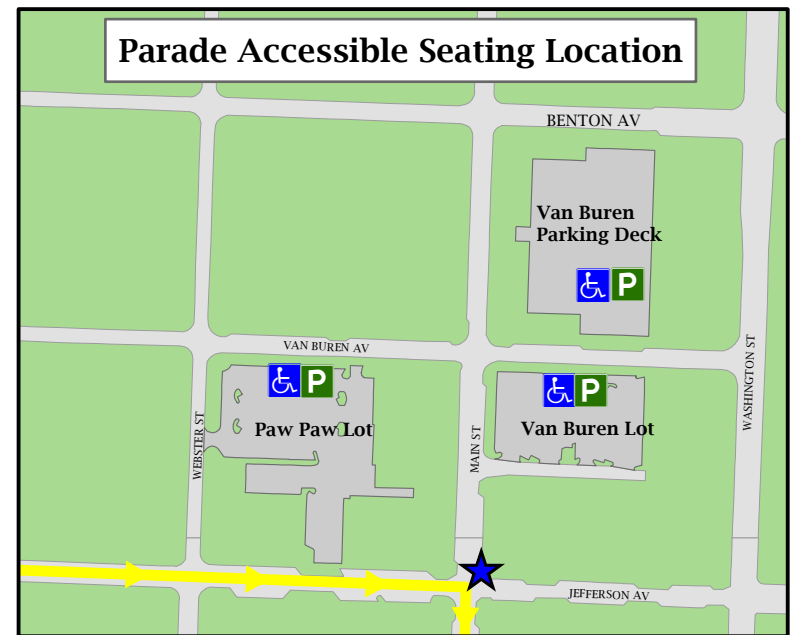 Parade Accessible Seating Location
BENTON AV
Van Buren
Parking Deck
P
VAN BUREN AV
WASHINGTON ST
P
P
Paw Paw Lot
Van Buren Lot
WEBSTER ST
MAIN ST
JEFFERSON AV